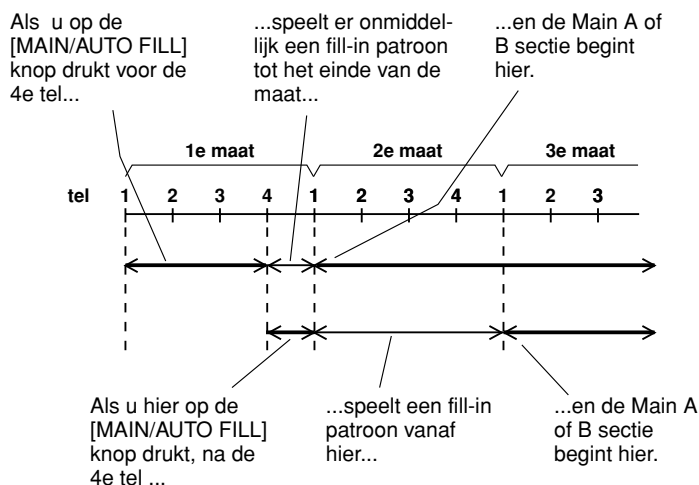 Als u op de
[MAIN/AUTO FILL]
knop drukt voor de
4e tel...
...speelt er onmiddel-
lijk een fill-in patroon
tot het einde van de
maat...
...en de Main A of
B sectie begint
hier.
1e maat 2e maat 3e maat
tel 1 2 3 4 1 2 3 4 1 2 3
Als u hier op de
[MAIN/AUTO FILL]
knop drukt, na de
4e tel ...
...speelt een fill-in
patroon vanaf
hier...
...en de Main A
of B sectie
begint hier.